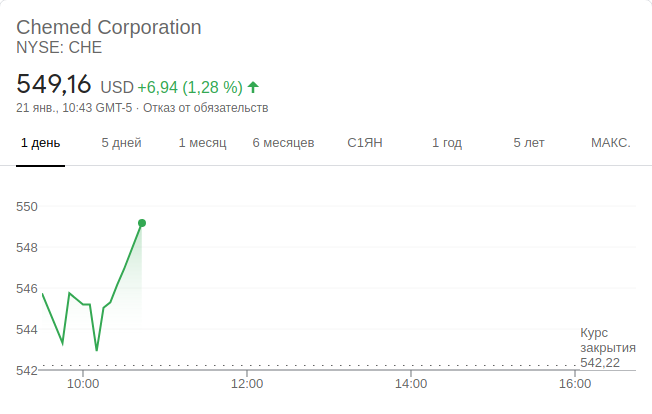 Chemed Corporation
NYSE: CHE
549,16 USD +6,94 (1,28 %)
21 янв., 10:43 GMT-5 · Отказ от обязательств
1 день 5 дней 1 месяц 6 месяцев С1ЯН 1 год 5 лет МАКС.
550
548
546
544
542
Курс
закрытия
542,22
10:00 12:00 14:00 16:00